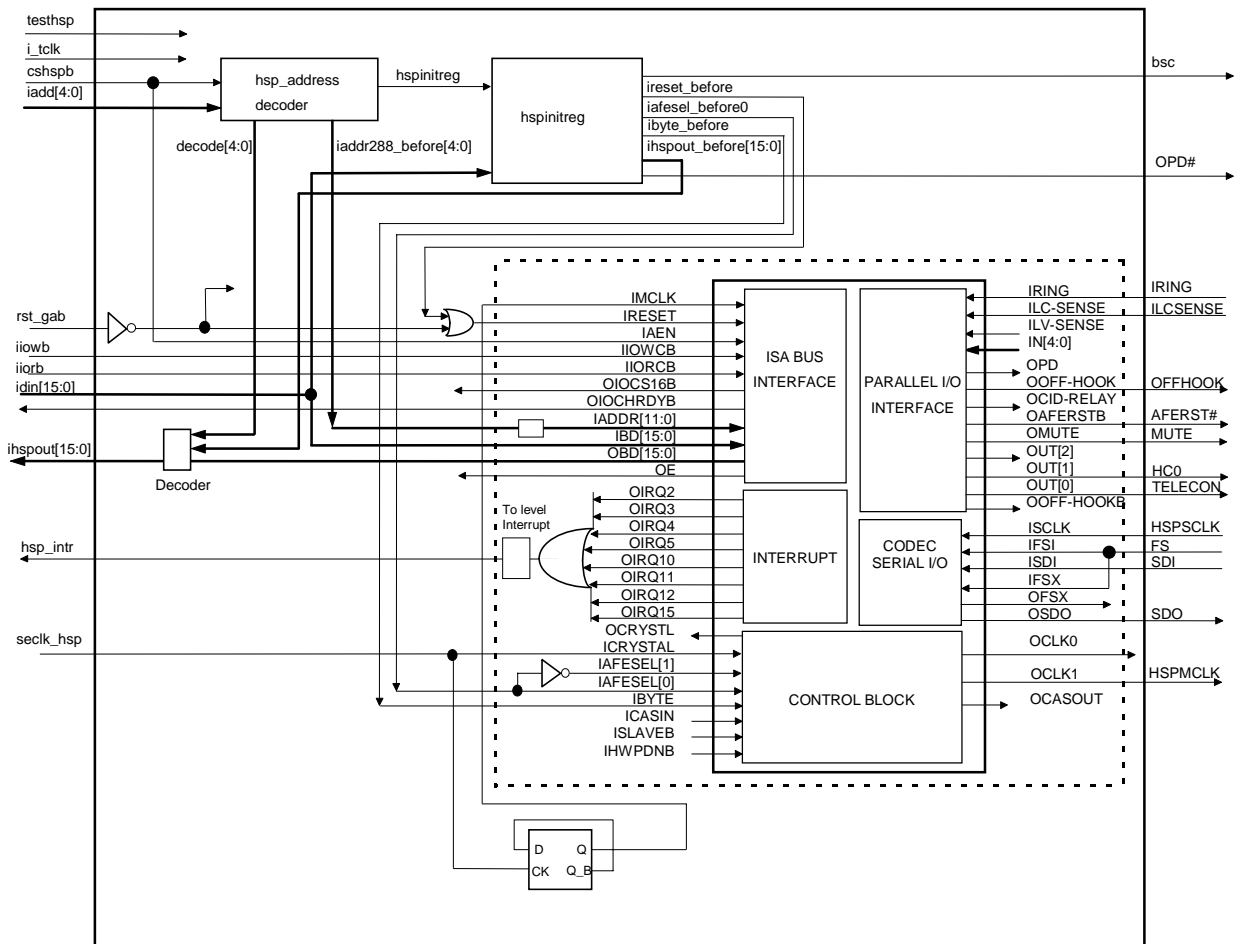 testhsp
i_tclk
cshspb
iadd[4:0]
hsp_address
decoder
hspinitreg
hspinitreg
bsc
ireset_before
iafesel_before0
ibyte_before
ihspout_before[15:0]
decode[4:0]
iaddr288_before[4:0]
OPD#
rst_gab
iiowb
iiorb
idin[15:0]
ihspout[15:0]
Decoder
hsp_intr
seclk_hsp
To level
Interrupt
IMCLK
IRESET
IAEN
IIOWCB
IIORCB
OIOCS16B
OIOCHRDYB
IADDR[11:0]
IBD[15:0]
OBD[15:0]
OE
OIRQ2
OIRQ3
OIRQ4
OIRQ5
OIRQ10
OIRQ11
OIRQ12
OIRQ15
OCRYSTL
ICRYSTAL
IAFESEL[1]
IAFESEL[0]
IBYTE
ICASIN
ISLAVEB
IHWPDNB
ISA BUS
INTERFACE
PARALLEL I/O
INTERFACE
INTERRUPT
CODEC
SERIAL I/O
CONTROL BLOCK
IRING
ILC-SENSE
ILV-SENSE
IN[4:0]
OPD
OOFF-HOOK
OCID-RELAY
OAFERSTB
OMUTE
OUT[2]
OUT[1]
OUT[0]
OOFF-HOOKB
ISCLK
IFSI
ISDI
IFSX
OFSX
OSDO
OCLK0
OCLK1
OCASOUT
IRING
ILCSENSE
OFFHOOK
AFERST#
MUTE
HC0
TELECON
HSPSCLK
FS
SDI
SDO
HSPMCLK
D
Q
CK
Q_B